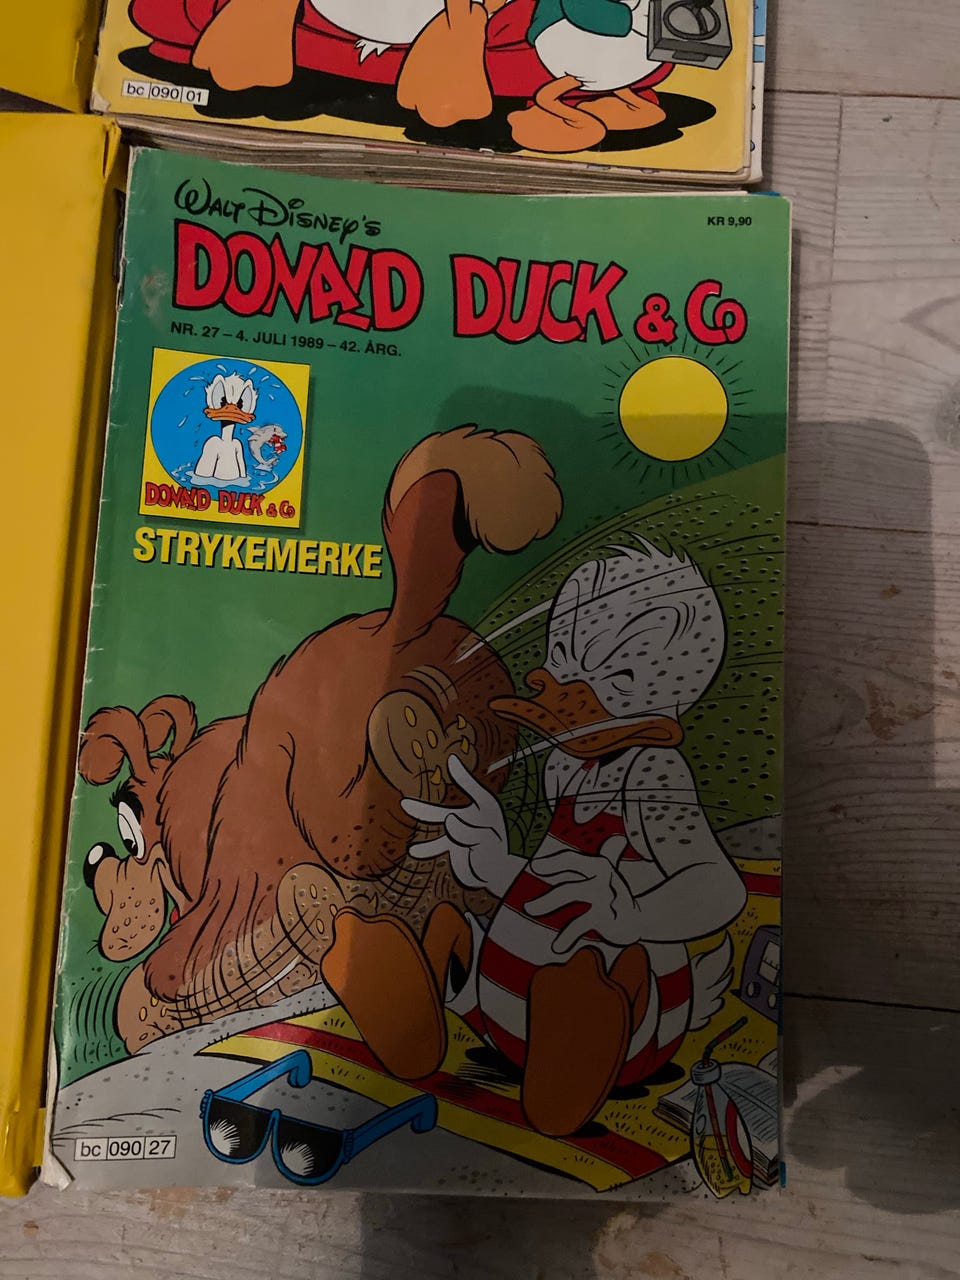 bc 090 01
WALT DISNEY'S
KR 9,90
DONALD DUCK & Co
NR. 27 – 4. JULI 1989 – 42. ÅRG.
DONALD DUCK & Co
STRYKEMERKE
bc 090 27